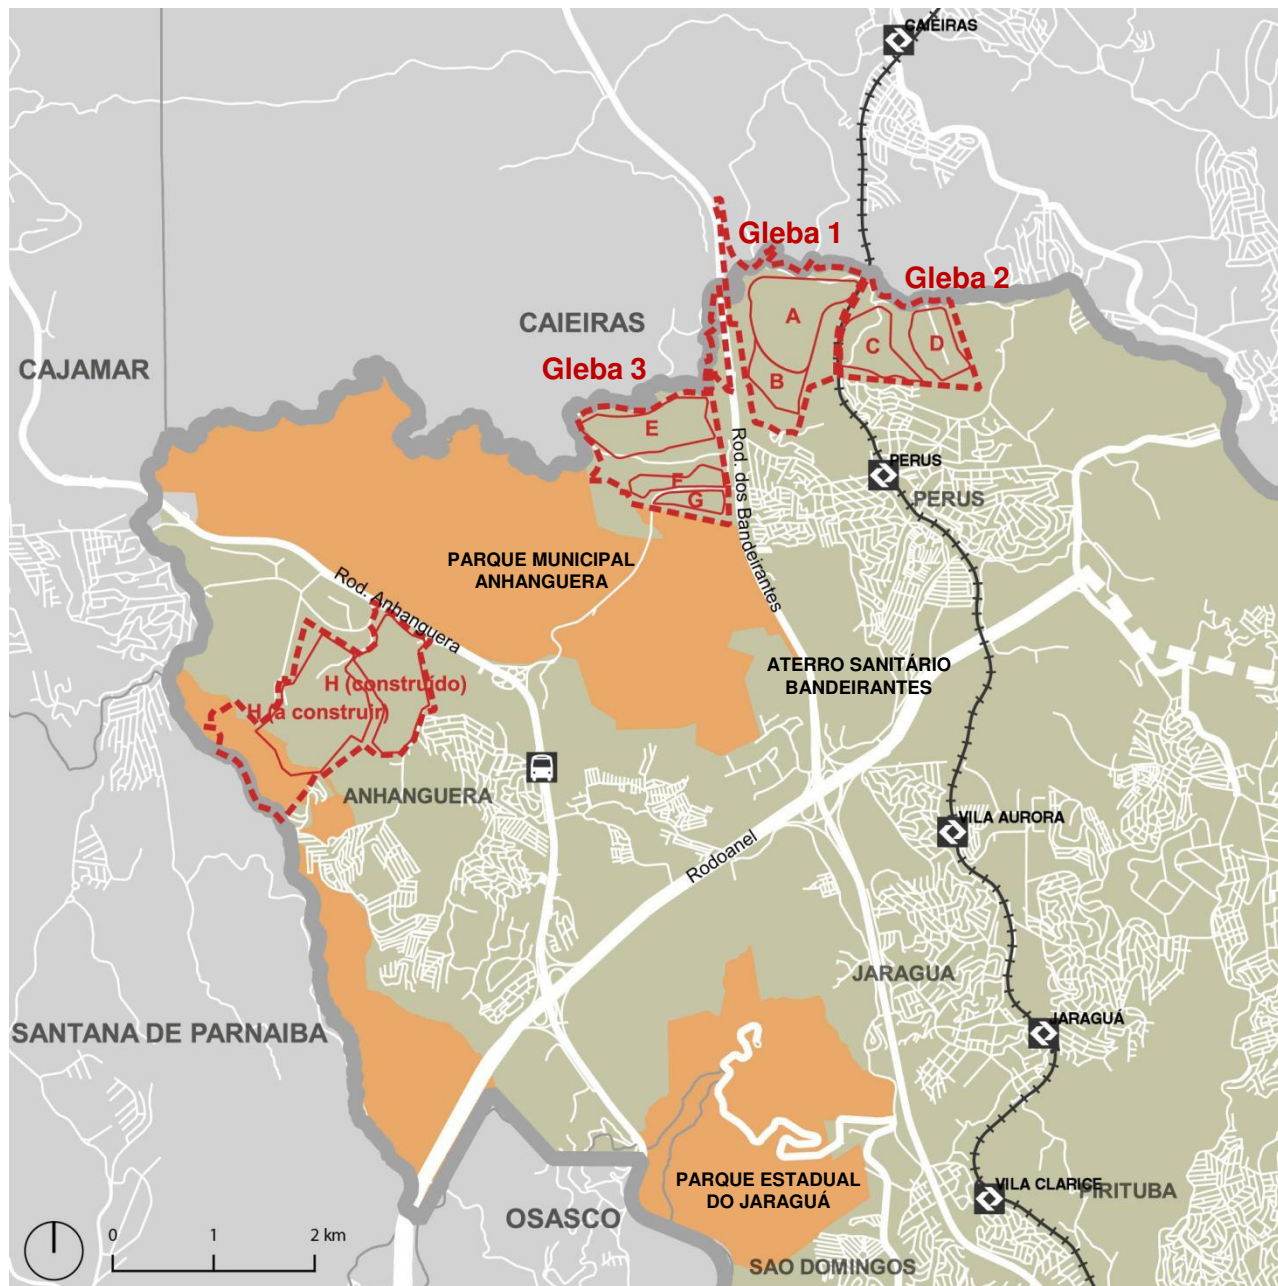 CAIEIRAS
Gleba 1
Gleba 2
CAIEIRAS
Gleba 3
CAJAMAR
A
C
D
B
E
F
G
Rod. dos Bandeirantes
PERUS
PERUS
PARQUE MUNICIPAL
ANHANGUERA
Rod. Anhanguera
ATERRO SANITÁRIO
BANDEIRANTES
H (construído)
H (a construir)
ANHANGUERA
VILA AURORA
Rodoanel
JARAGUA
JARAGUÁ
SANTANA DE PARNAIBA
PARQUE ESTADUAL
DO JARAGUÁ
VILA CLARICE
PIRITUBA
OSASCO
SAO DOMINGOS
0 1 2 km